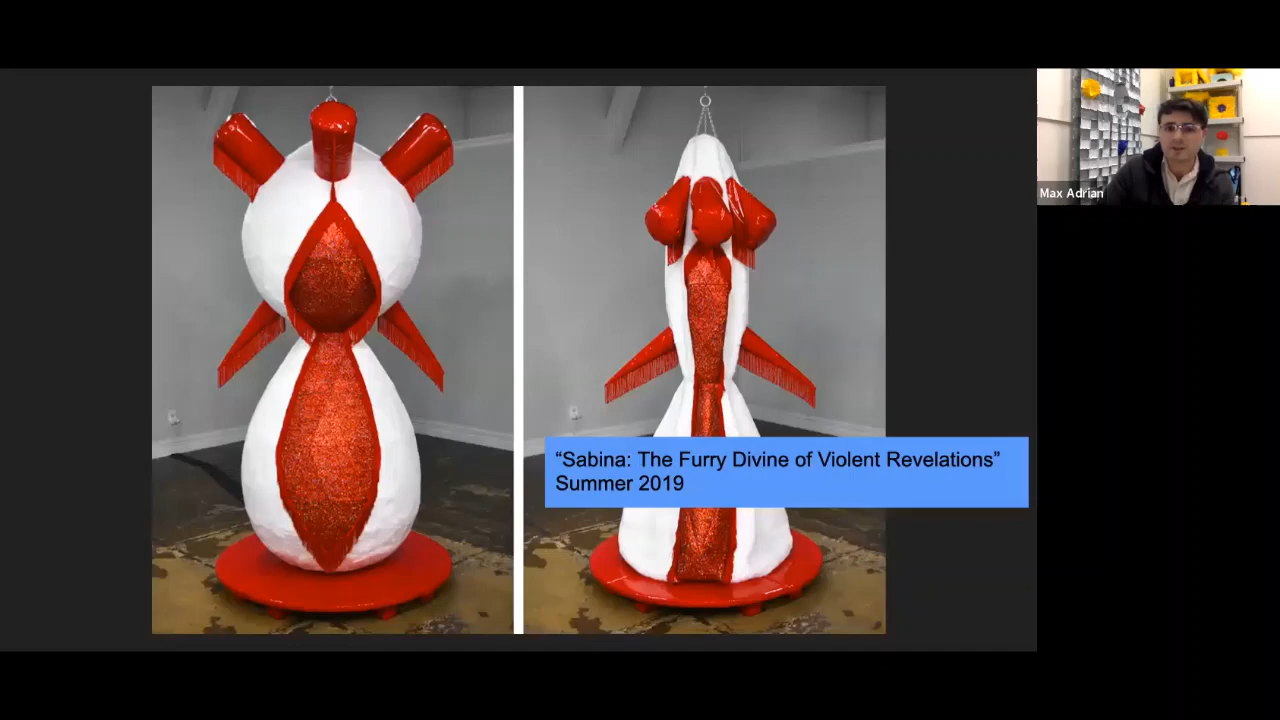 “Sabina: The Furry Divine of Violent Revelations”
Summer 2019
Max Adrian